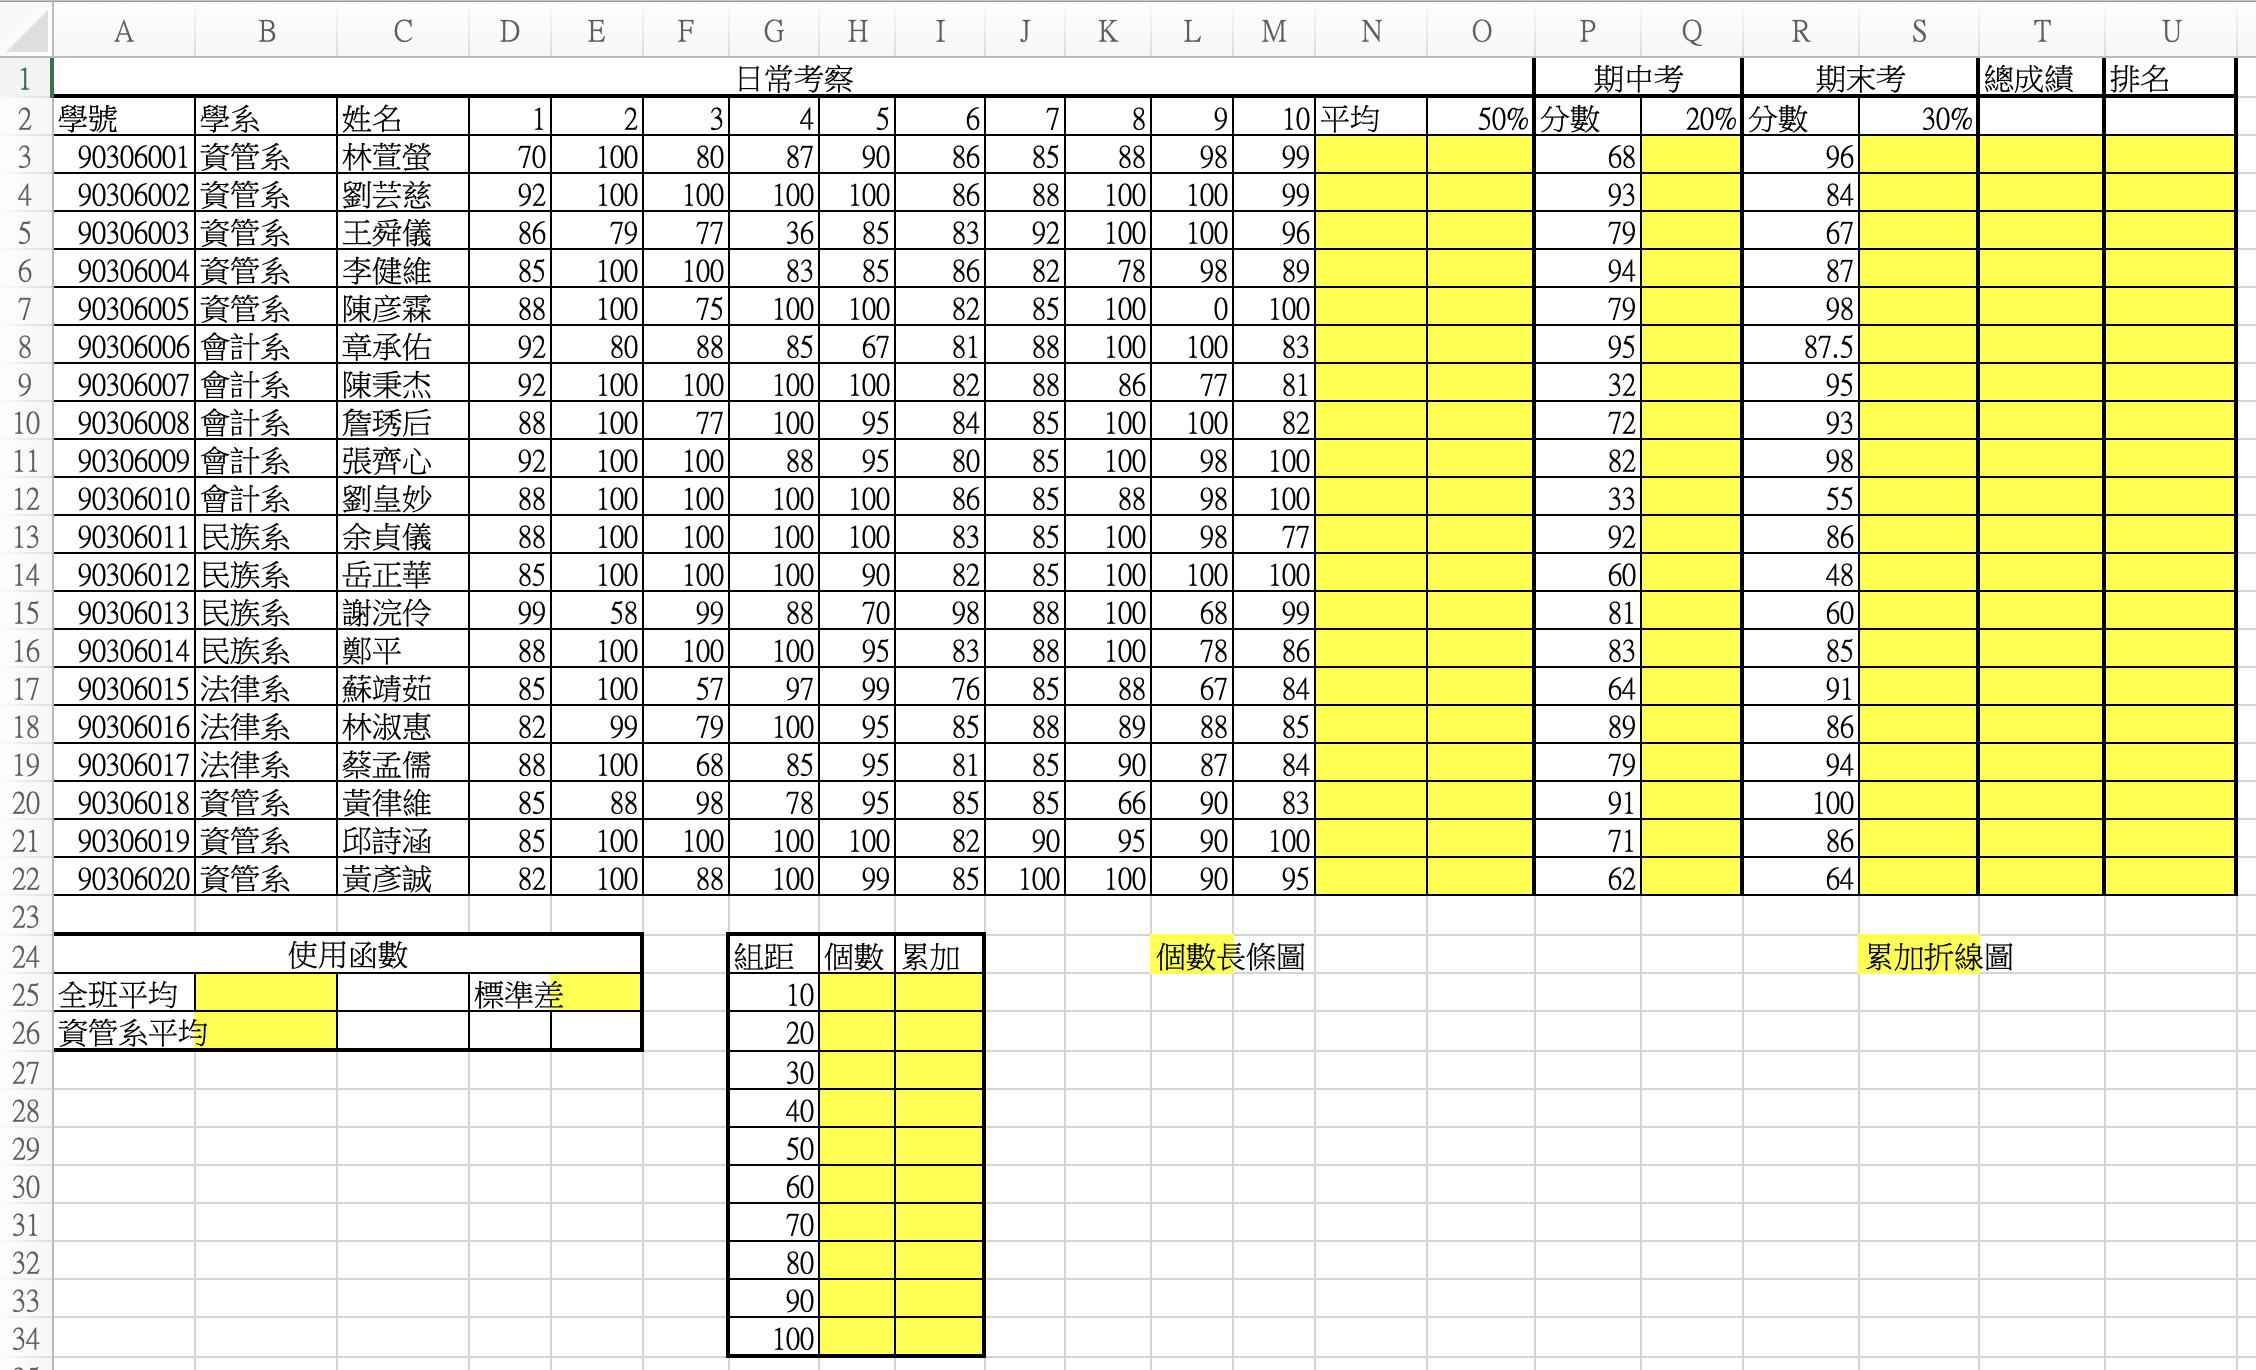 A B C D E F G H I J K L M N O P Q R S T U
1 日常考察 期中考 期末考 總成績 排名
2 學號 學系 姓名 1 2 3 4 5 6 7 8 9 10 平均 50% 分數 20% 分數 30%
3 90306001 資管系 林萱螢 70 100 80 87 90 86 85 88 98 99 68 96
4 90306002 資管系 劉芸慈 92 100 100 100 100 86 88 100 100 99 93 84
5 90306003 資管系 王舜儀 86 79 77 36 85 83 92 100 100 96 79 67
6 90306004 資管系 李健維 85 100 100 83 85 86 82 78 98 89 94 87
7 90306005 資管系 陳彦霖 88 100 75 100 100 82 85 100 0 100 79 98
8 90306006 會計系 章承佑 92 80 88 85 67 81 88 100 100 83 95 87.5
9 90306007 會計系 陳秉杰 92 100 100 100 100 82 88 86 77 81 32 95
10 90306008 會計系 詹琇后 88 100 77 100 95 84 85 100 100 82 72 93
11 90306009 會計系 張齊心 92 100 100 88 95 80 85 100 98 100 82 98
12 90306010 會計系 劉皇妙 88 100 100 100 100 86 85 88 98 100 33 55
13 90306011 民族系 余貞儀 88 100 100 100 100 83 85 100 98 77 92 86
14 90306012 民族系 岳正華 85 100 100 100 90 82 85 100 100 100 60 48
15 90306013 民族系 謝浣伶 99 58 99 88 70 98 88 100 68 99 81 60
16 90306014 民族系 鄭平 88 100 100 100 95 83 88 100 78 86 83 85
17 90306015 法律系 蘇靖茹 85 100 57 97 99 76 85 88 67 84 64 91
18 90306016 法律系 林淑惠 82 99 79 100 95 85 88 89 88 85 89 86
19 90306017 法律系 蔡孟儒 88 100 68 85 95 81 85 90 87 84 79 94
20 90306018 資管系 黃律維 85 88 98 78 95 85 85 66 90 83 91 100
21 90306019 資管系 邱詩涵 85 100 100 100 100 82 90 95 90 100 71 86
22 90306020 資管系 黃彥誠 82 100 88 100 99 85 100 100 90 95 62 64
23
24 使用函數 組距 個數 累加 個數長條圖 累加折線圖
25 全班平均 標準差 10
26 資管系平均 20
27 30
28 40
29 50
30 60
31 70
32 80
33 90
34 100